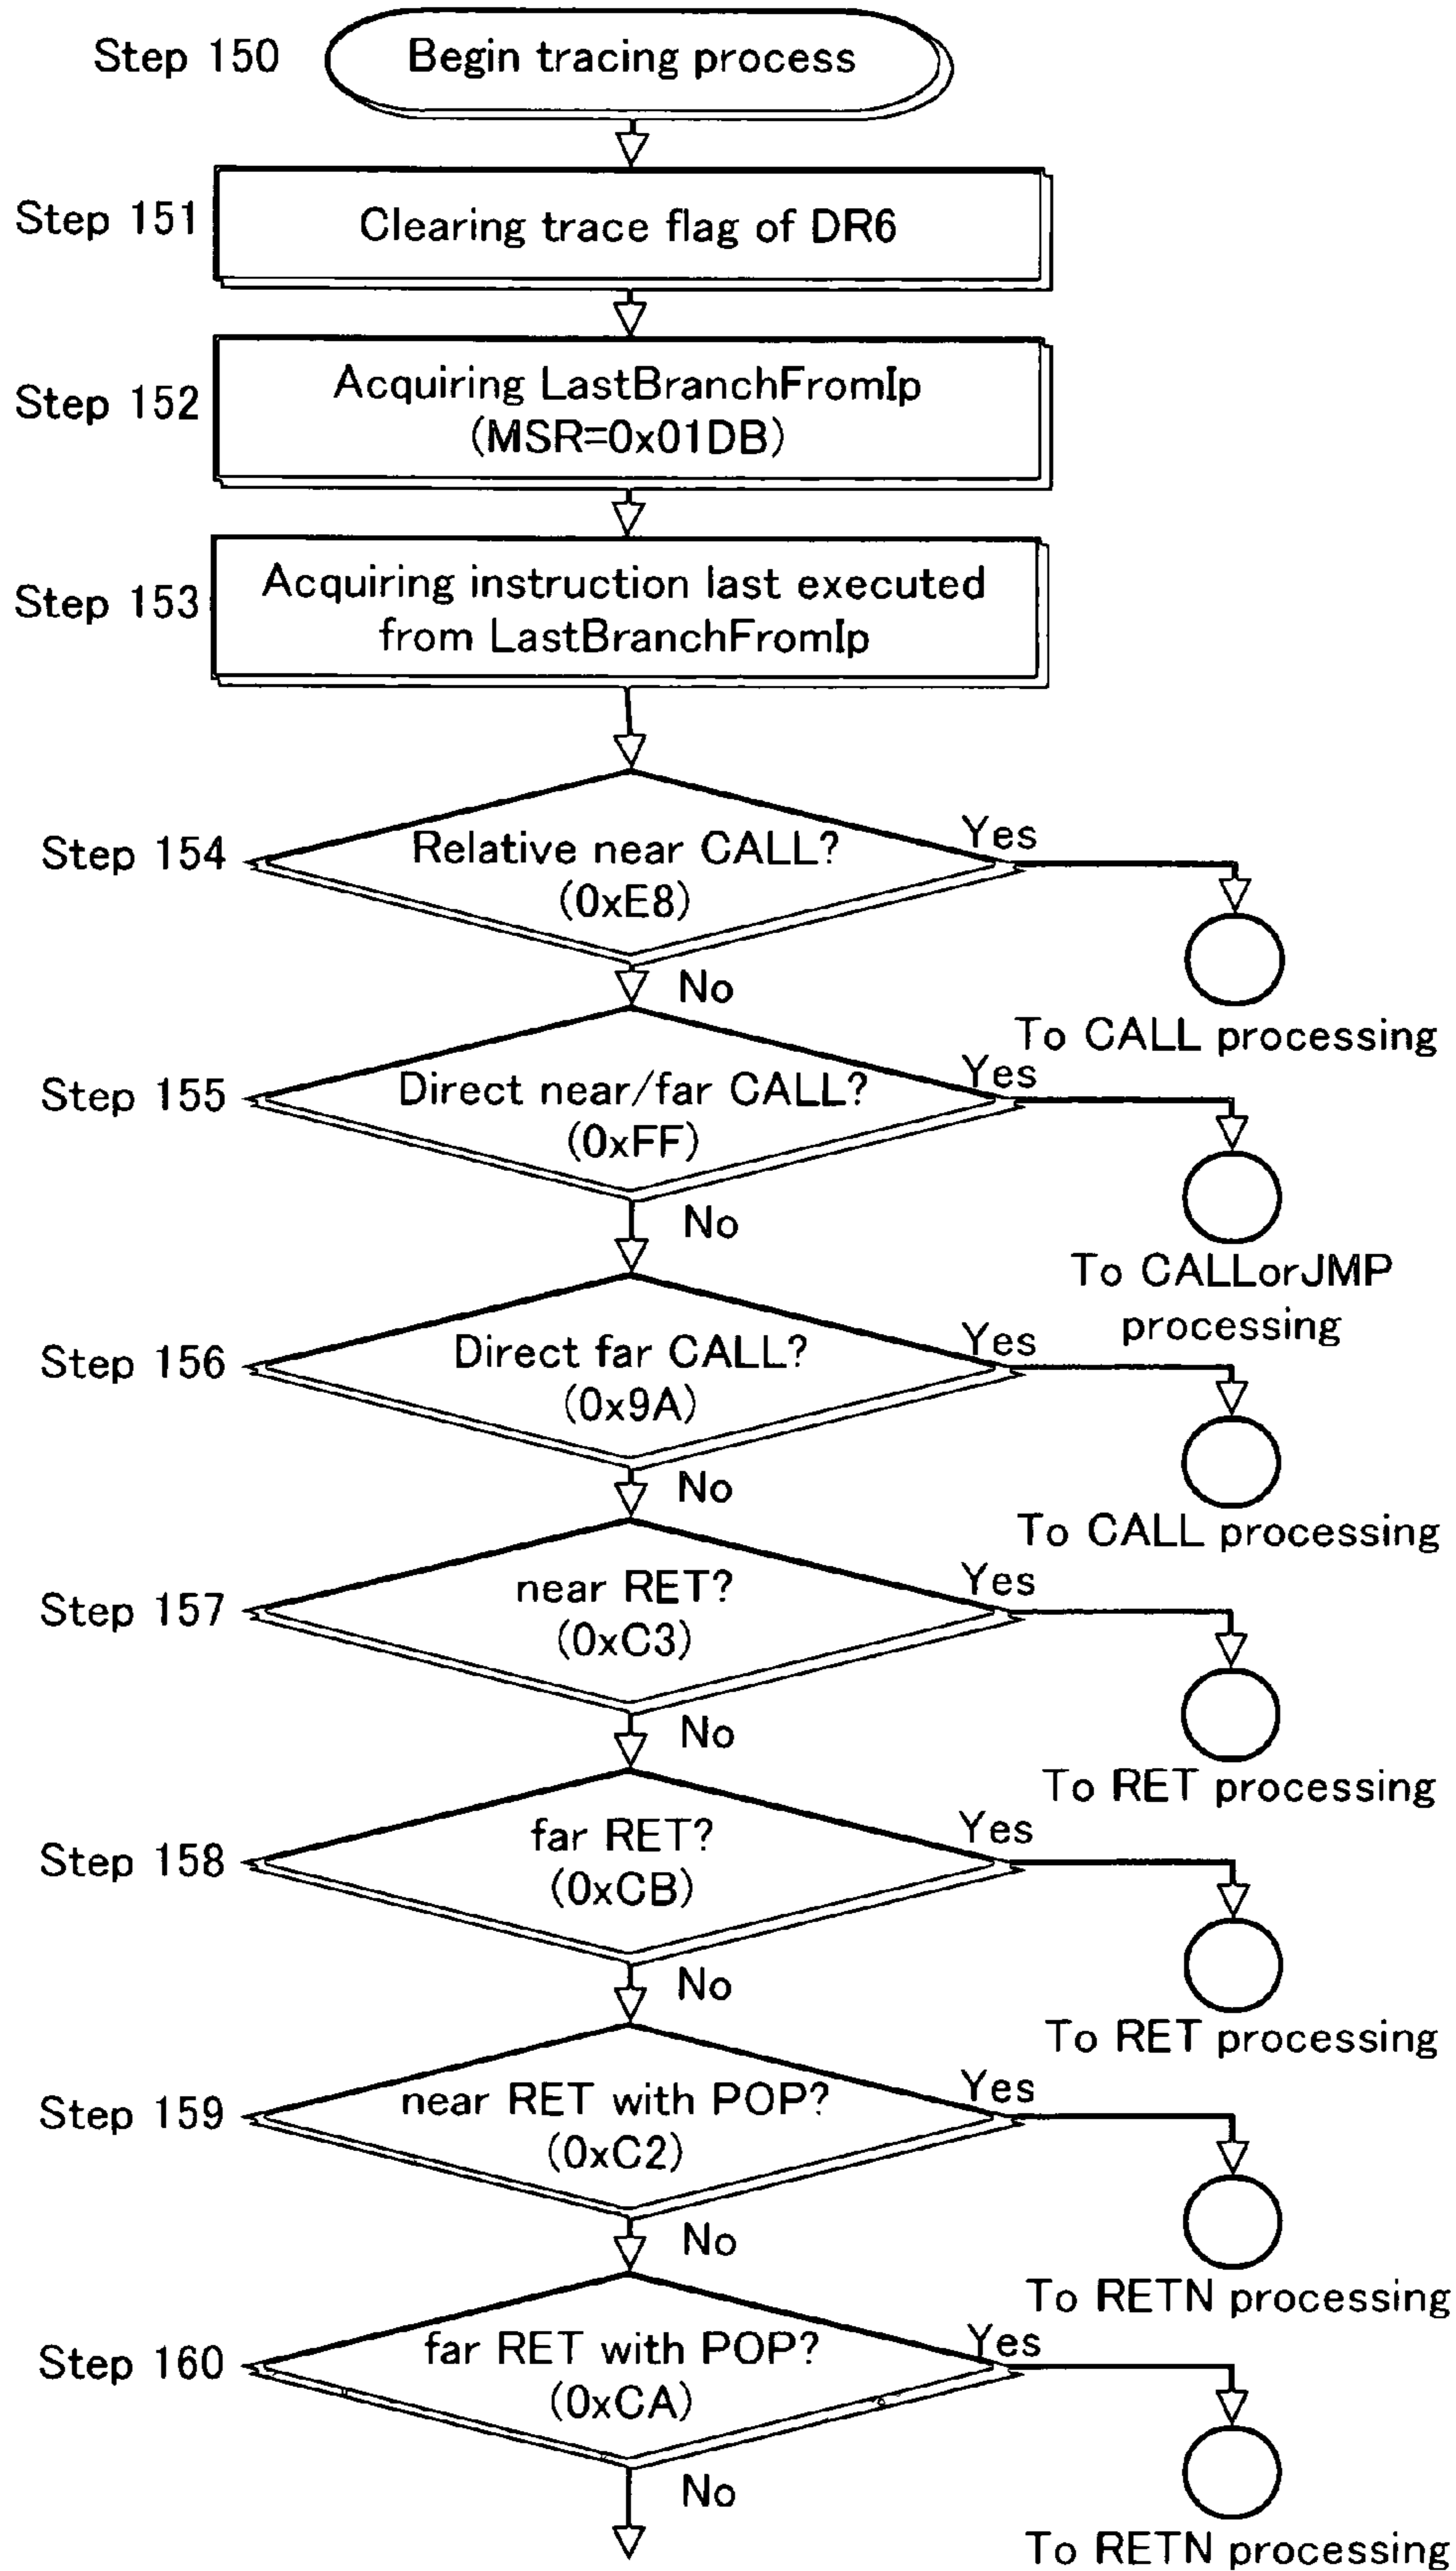 Step 150
Begin tracing process
Step 151
Clearing trace flag of DR6
Step 152
Acquiring LastBranchFromIp
(MSR=0x01DB)
Step 153
Acquiring instruction last executed
from LastBranchFromIp
Step 154
Relative near CALL?
(0xE8)
Yes
To CALL processing
No
Step 155
Direct near/far CALL?
(0xFF)
Yes
To CALLorJMP
processing
No
Step 156
Direct far CALL?
(0x9A)
Yes
To CALL processing
No
Step 157
near RET?
(0xC3)
Yes
To RET processing
No
Step 158
far RET?
(0xCB)
Yes
To RET processing
No
Step 159
near RET with POP?
(0xC2)
Yes
To RETN processing
No
Step 160
far RET with POP?
(0xCA)
Yes
To RETN processing
No